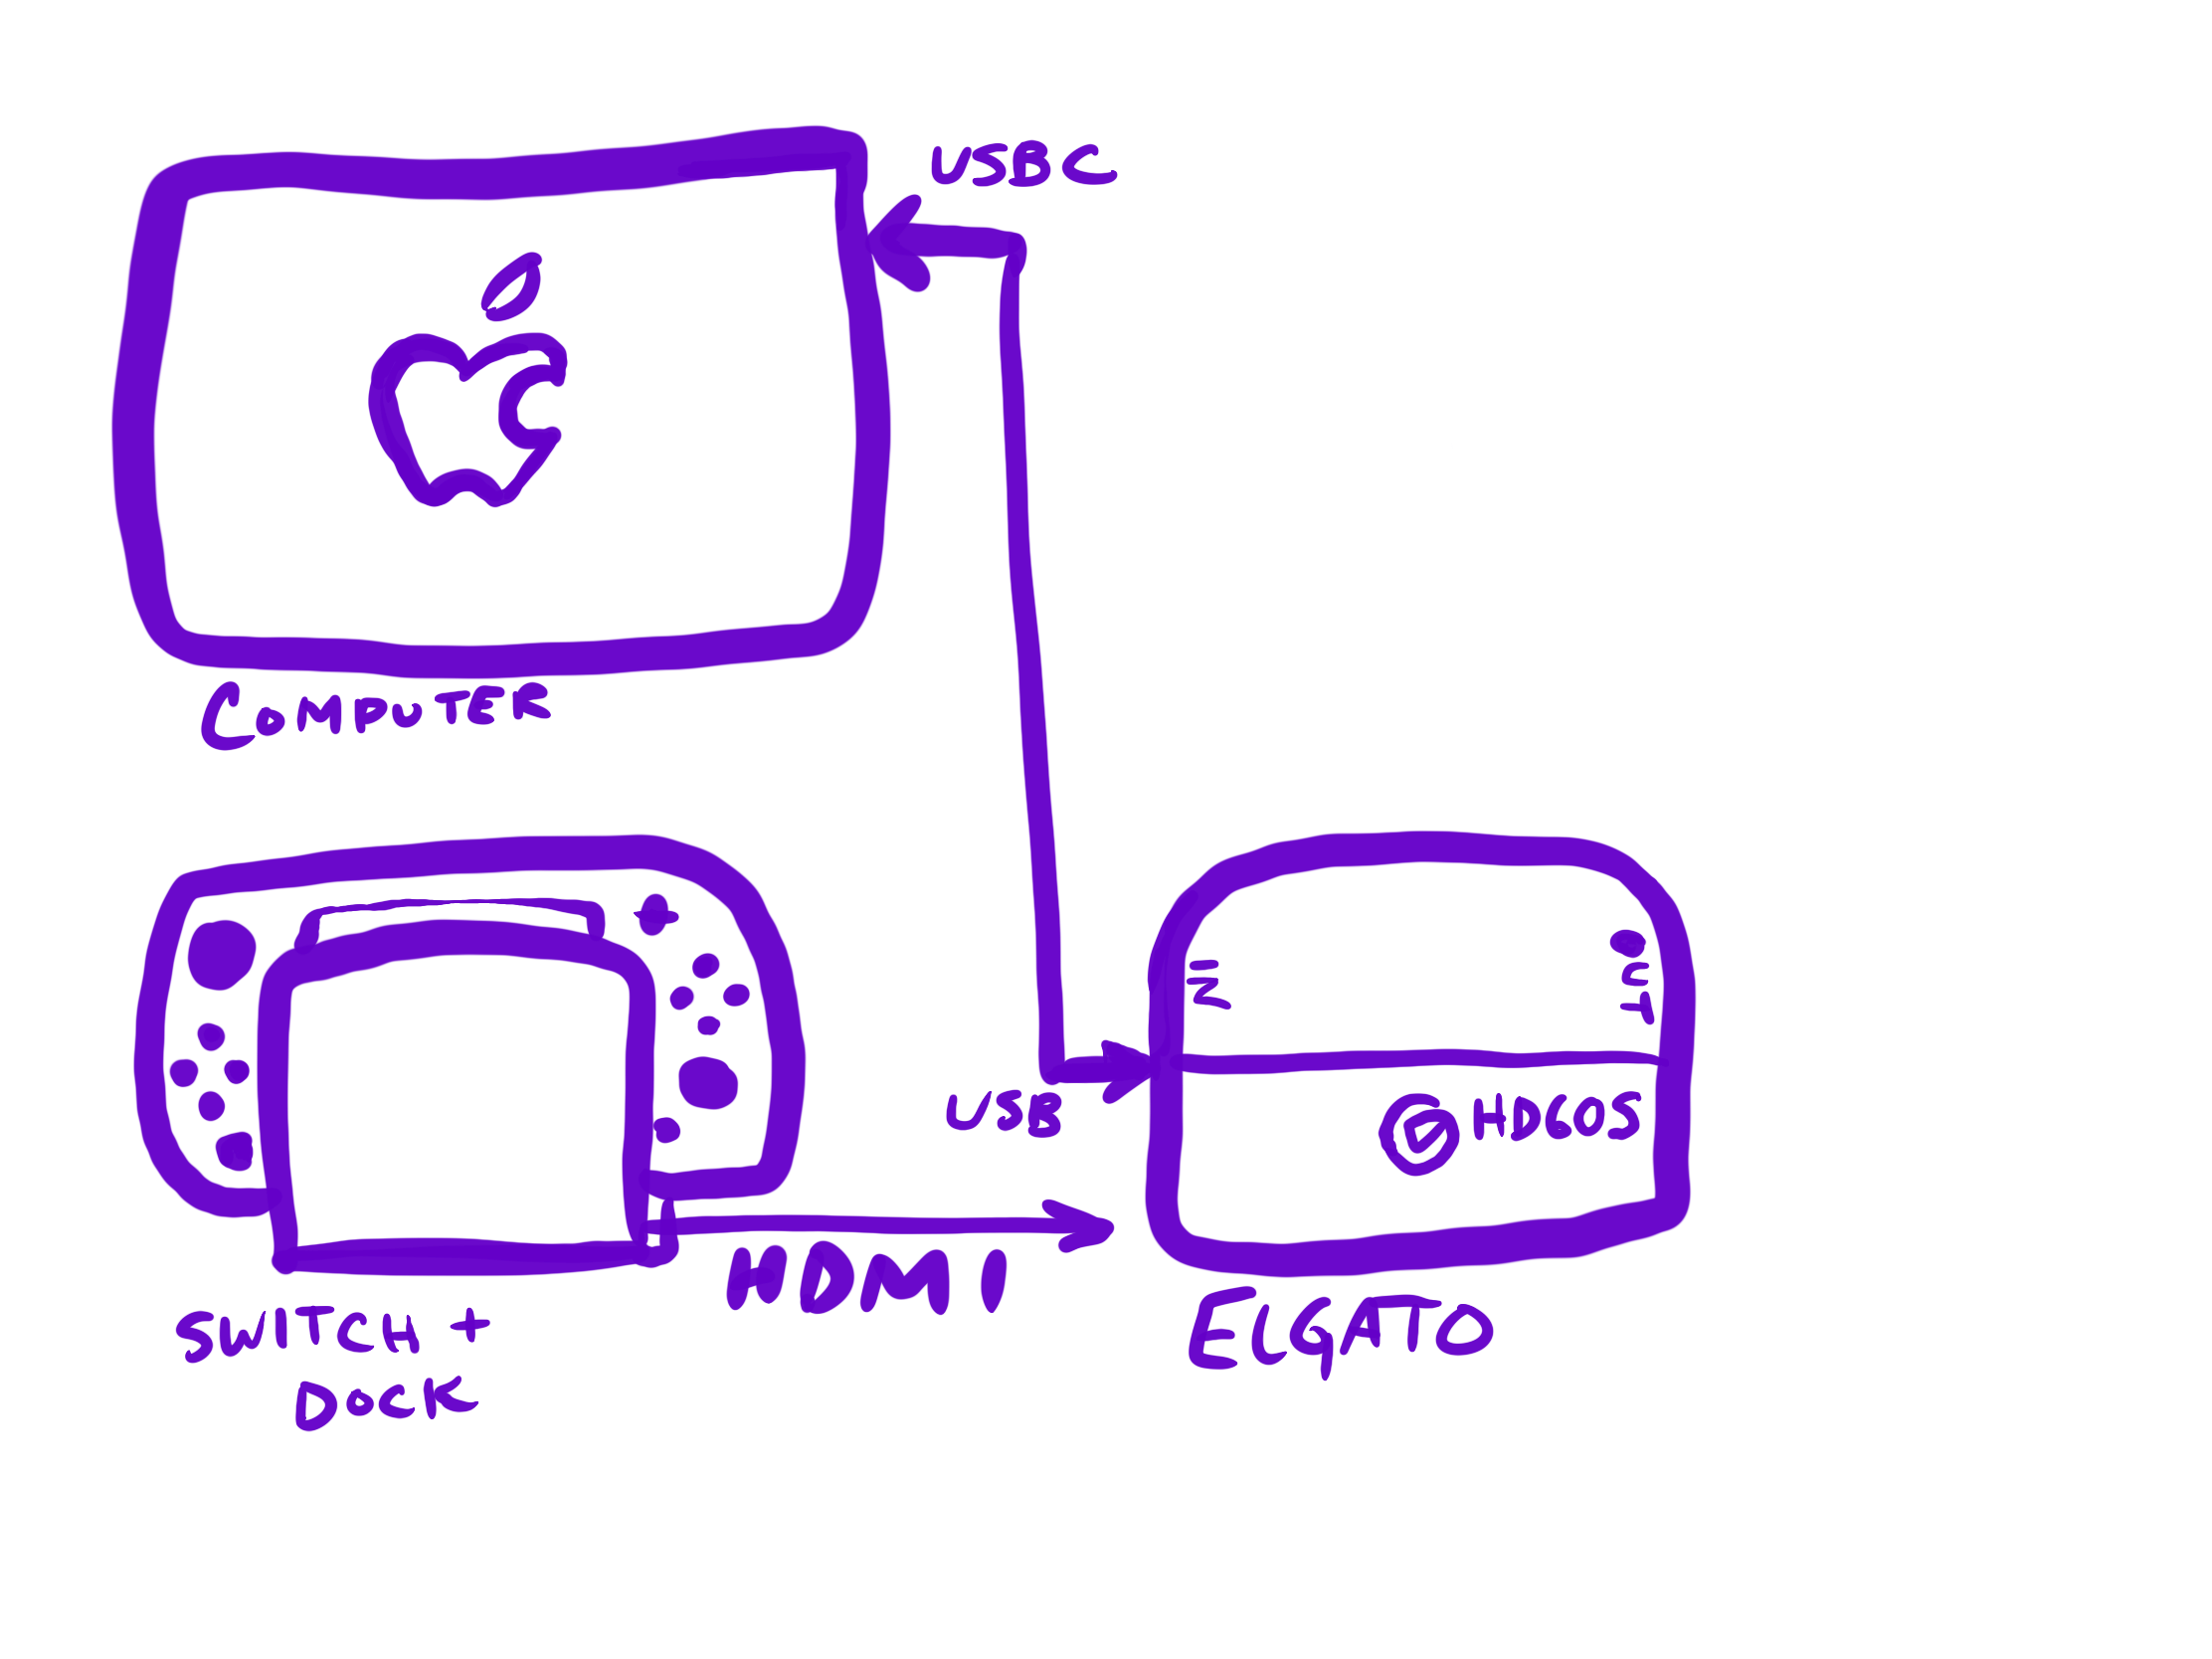 USBC
COMPUTER
IN
OUT
USB
HD60S
HDMI
SWITCH +
DOCK
ELGATO